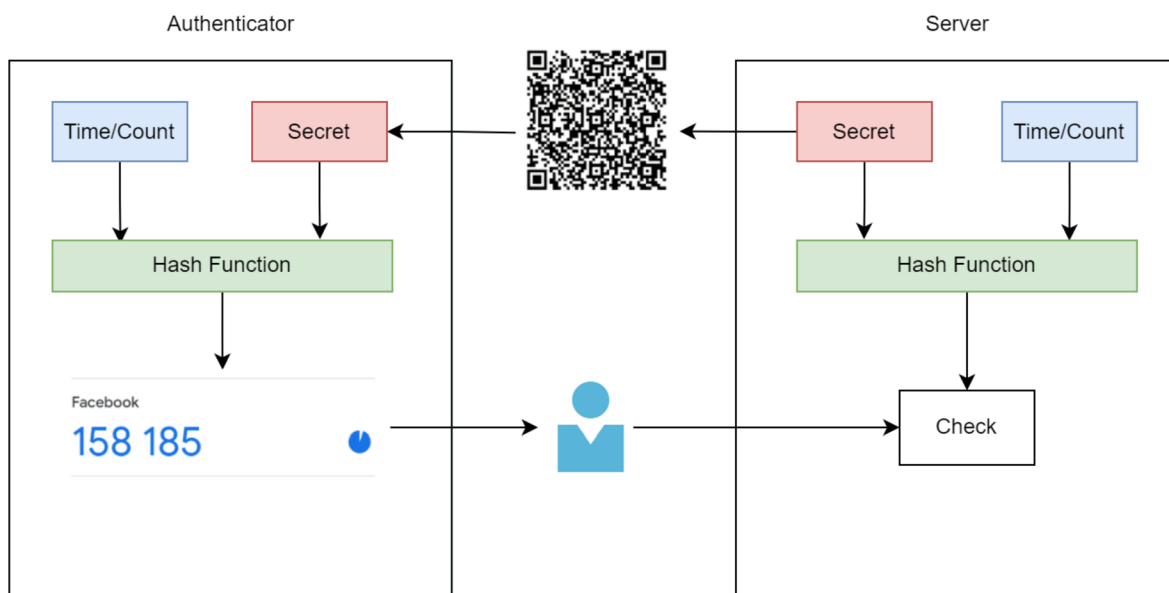 Authenticator
Server
Time/Count
Secret
Secret
Time/Count
Hash Function
Hash Function
Facebook
158 185
Check